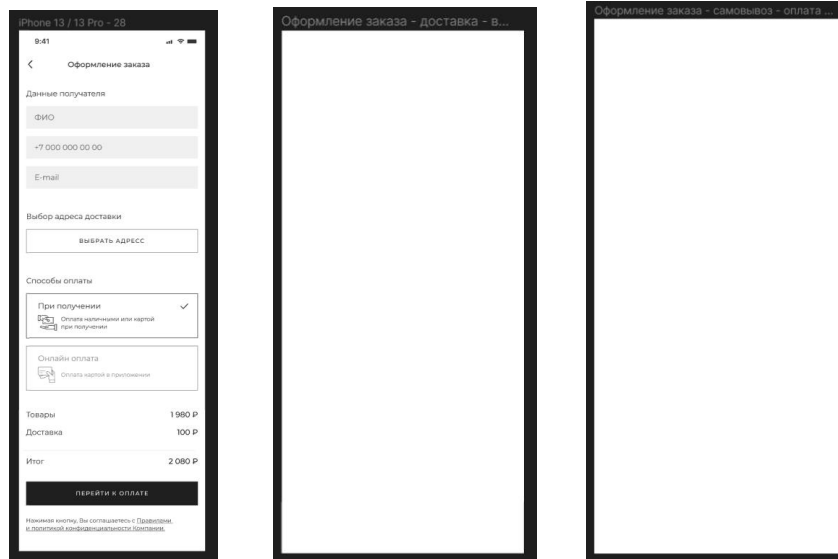 iPhone 13 / 13 Pro - 28
9:41
Оформление заказа
Данные получателя
ФИО
+7 000 000 00 00
E-mail
Выбор адреса доставки
ВЫБРАТЬ АДРЕСС
Способы оплаты
При получении
Оплата наличными или картой
при получении
Онлайн оплата
Оплата картой в приложении
Товары 1 980 ₽
Доставка 100 ₽
Итог 2 080 ₽
ПЕРЕЙТИ К ОПЛАТЕ
Нажимая кнопку, Вы соглашаетесь с Правилами
и политикой конфиденциальности Компании.
Оформление заказа - доставка - в...
Оформление заказа - самовывоз - оплата ...